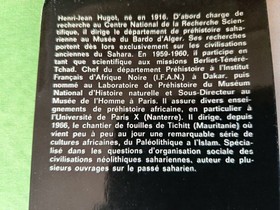 Henri-Jean Hugot, né en 1916. D'abord chargé de
recherche au Centre National de la Recherche Scien-
tifique, il dirige le département de préhistoire saha-
rienne au Musée du Bardo d'Alger. Ses recherches
portent dès lors exclusivement sur les civilisations
anciennes du Sahara. En 1959-1960, il participe en
tant que scientifique aux missions Berliet-Ténéré-
Tchad. Chef du département Préhistoire à l'Institut
Français d'Afrique Noire (I.F.A.N.) à Dakar, puis
nommé au Laboratoire de Préhistoire du Muséum
National d'Histoire naturelle et Sous-Directeur au
Musée de l'Homme à Paris. Il assure divers ensei-
gnements de préhistoire africaine, en particulier à
l'Université de Paris X (Nanterre). Il dirige, depuis
1966, le chantier de fouilles de Tichitt (Mauritanie) où
vient peu à peu au jour une remarquable série de
cultures africaines, du Paléolithique à l'Islam. Spécia-
lisé dans les questions d'organisation sociale des
civilisations néolithiques sahariennes, auteur de plu-
sieurs ouvrages sur le passé saharien.